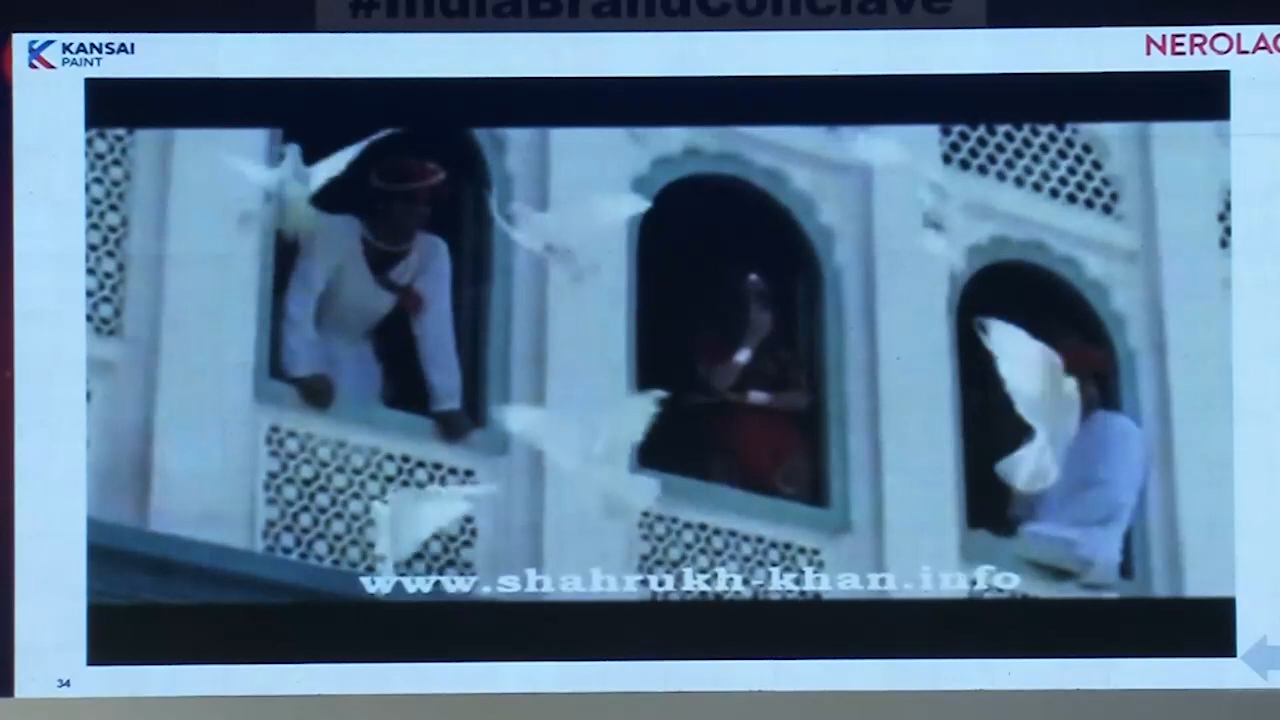 #IndiaBrandConclave
KANSAI
PAINT
NEROLAC
www.shahrukh-khan.info
34